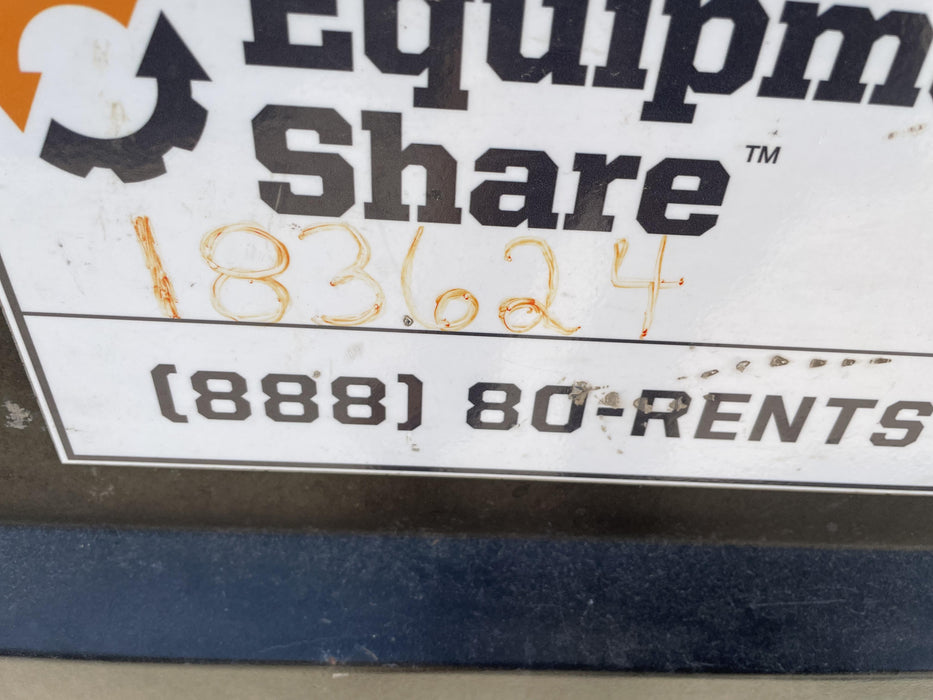 Equipm
Share™
183624
(888) 80-RENTS